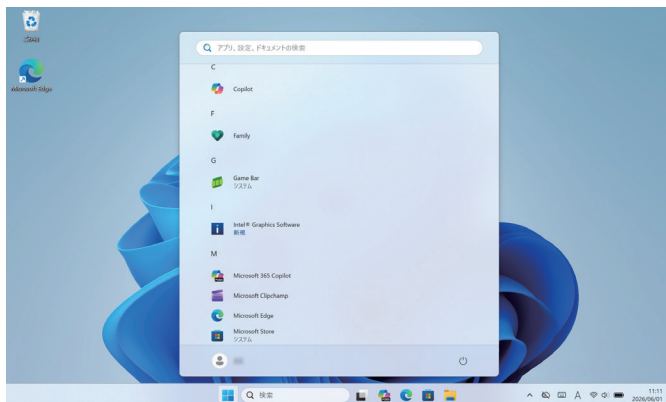 ごみ箱
Microsoft Edge
アプリ、設定、ドキュメントの検索
C
Copilot
F
Family
G
Game Bar
システム
I
Intel® Graphics Software
新規
M
Microsoft 365 Copilot
Microsoft Clipchamp
Microsoft Edge
Microsoft Store
システム
検索
A
11:11
2026/06/01